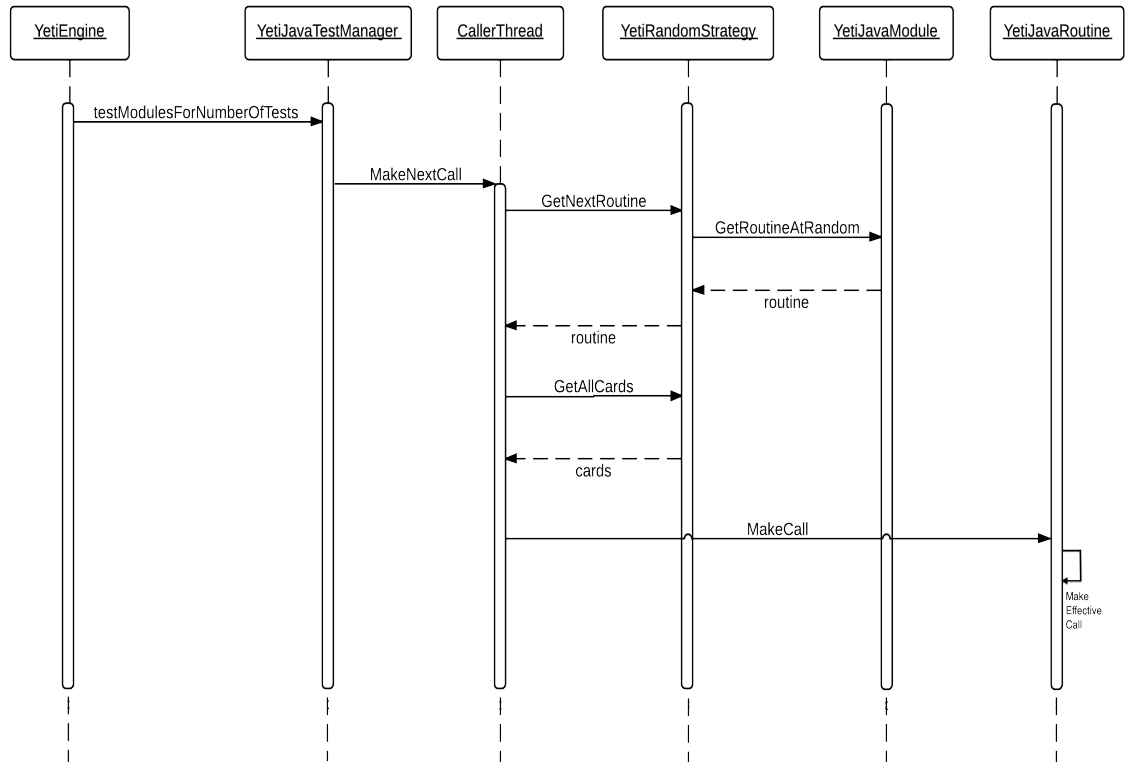 YetiEngine
YetiJavaTestManager
CallerThread
YetiRandomStrategy
YetiJavaModule
YetiJavaRoutine
testModulesForNumberOfTests
MakeNextCall
GetNextRoutine
GetRoutineAtRandom
routine
routine
GetAllCards
cards
MakeCall
Make
Effective
Call